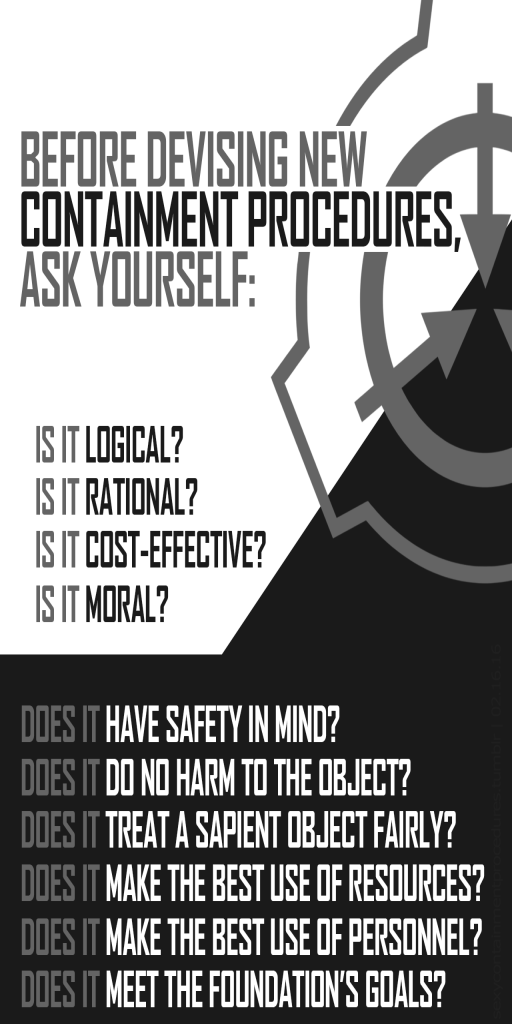 BEFORE DEVISING NEW
CONTAINMENT PROCEDURES,
ASK YOURSELF:
IS IT LOGICAL?
IS IT RATIONAL?
IS IT COST-EFFECTIVE?
IS IT MORAL?
DOES IT HAVE SAFETY IN MIND?
DOES IT DO NO HARM TO THE OBJECT?
DOES IT TREAT A SAPIENT OBJECT FAIRLY?
DOES IT MAKE THE BEST USE OF RESOURCES?
DOES IT MAKE THE BEST USE OF PERSONNEL?
DOES IT MEET THE FOUNDATION'S GOALS?